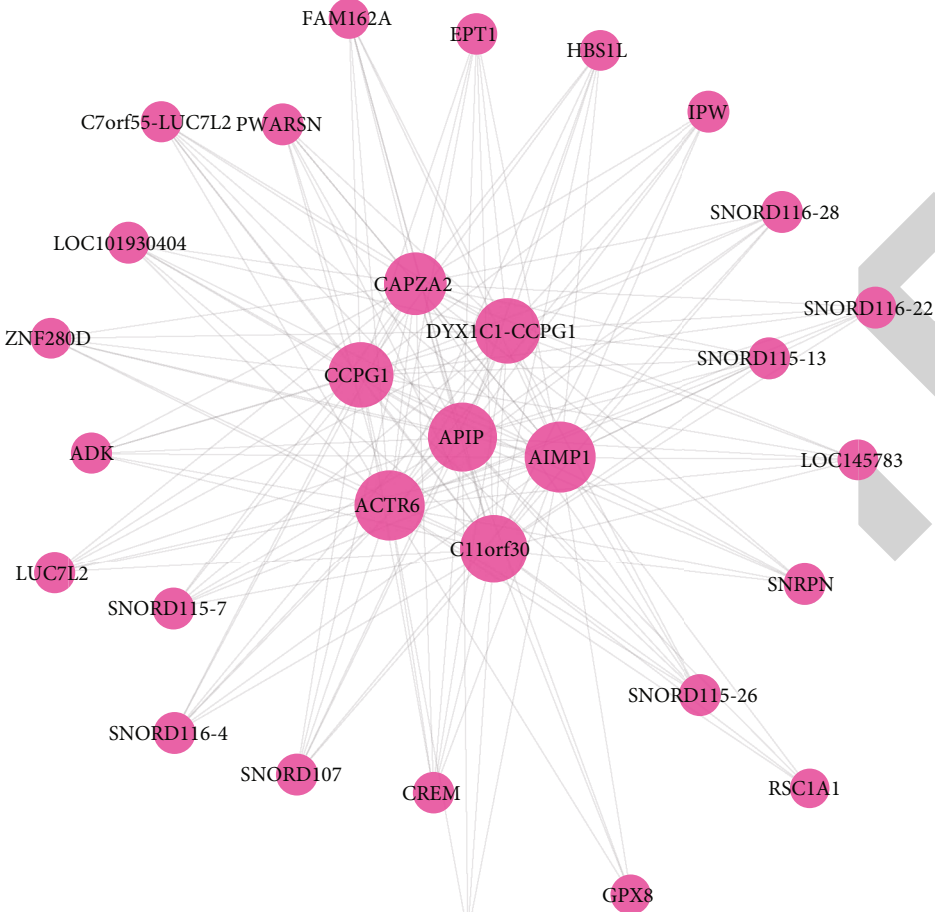 FAM162A
EPT1
HBS1L
IPW
C7orf55-LUC7L2
PWARSN
SNORD116-28
LOC101930404
CAPZA2
SNORD116-22
DYX1C1-CCPG1
ZNF280D
SNORD115-13
CCPG1
APIP
ADK
AIMP1
LOC145783
ACTR6
C11orf30
LUC7L2
SNRPN
SNORD115-7
SNORD115-26
SNORD116-4
SNORD107
CREM
RSC1A1
GPX8